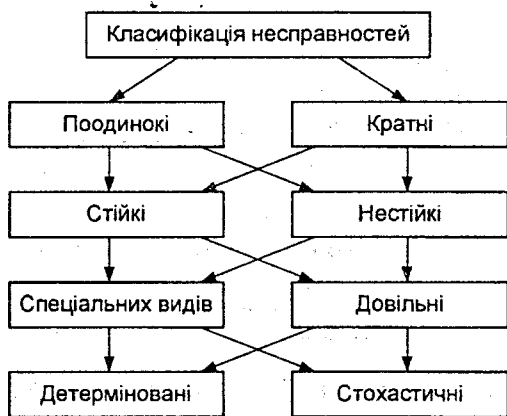 Класифікація несправностей
Поодинокі
Кратні
Стійкі
Нестійкі
Спеціальних видів
Довільні
Детерміновані
Стохастичні